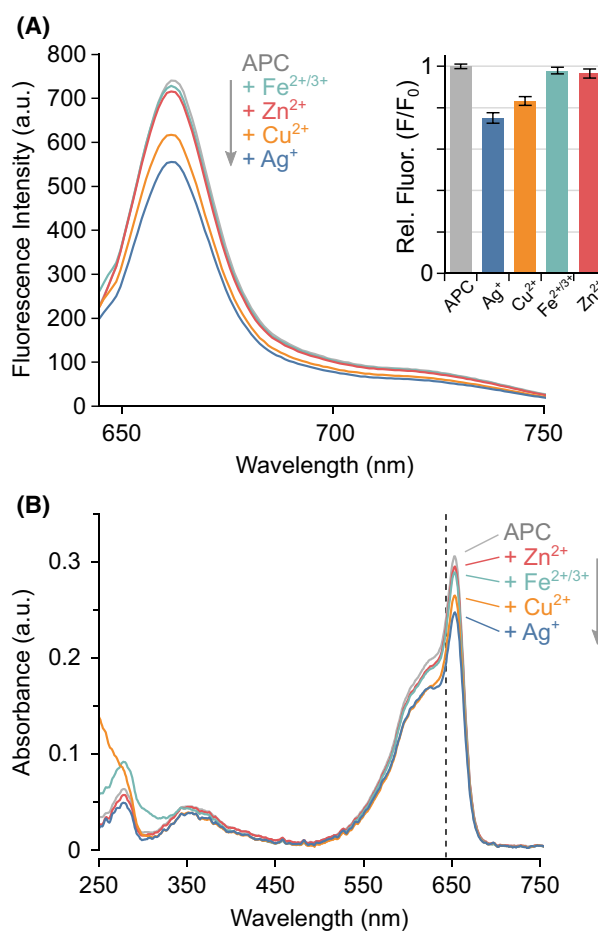 (A)
Fluorescence Intensity (a.u.)
800
700
600
500
400
300
200
100
0
650
700
750
Wavelength (nm)
APC
+ Fe2+/3+
+ Zn2+
+ Cu2+
+ Ag+
Rel. Fluor. (F/F0)
1
0
APC
Ag+
Cu2+
Fe2+/3+
Zn2+
(B)
Absorbance (a.u.)
0.3
0.2
0.1
0
250
350
450
550
650
750
Wavelength (nm)
APC
+ Zn2+
+ Fe2+/3+
+ Cu2+
+ Ag+